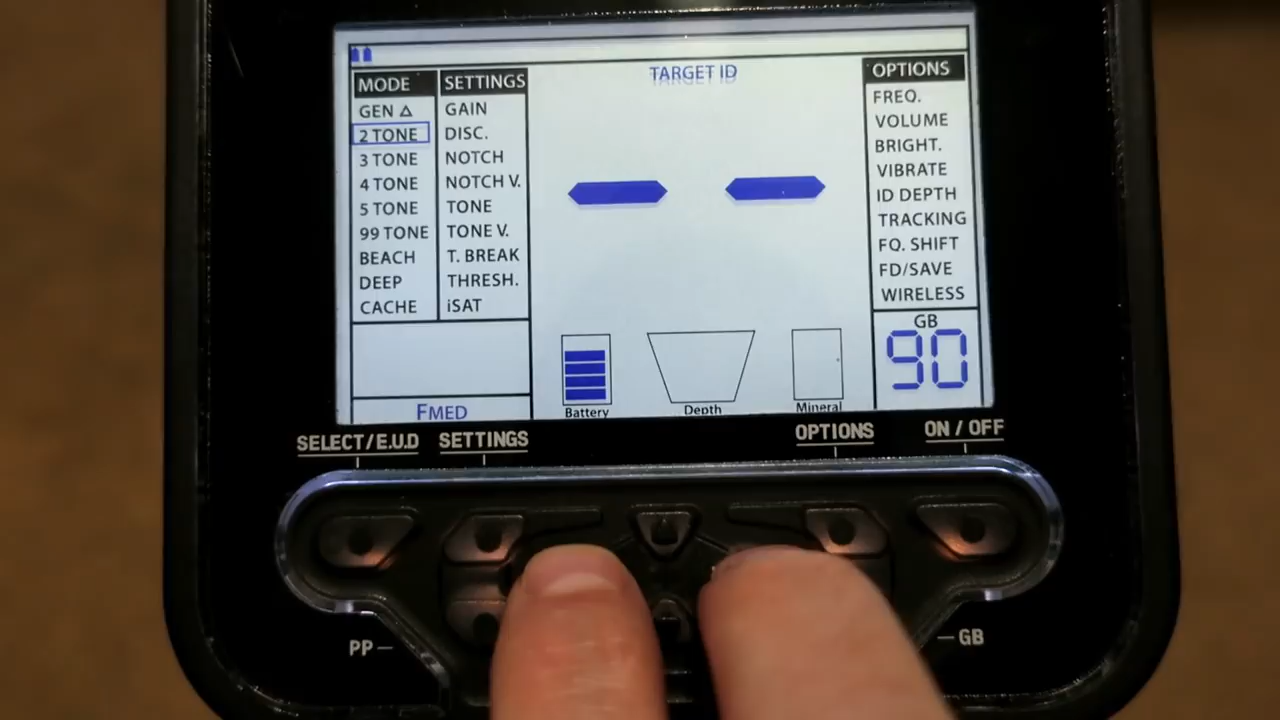 MODE
GEN △
2 TONE
3 TONE
4 TONE
5 TONE
99 TONE
BEACH
DEEP
CACHE
SETTINGS
GAIN
DISC.
NOTCH
NOTCH V.
TONE
TONE V.
T. BREAK
THRESH.
iSAT
FMED
TARGET ID
Battery
Depth
Mineral
OPTIONS
FREQ.
VOLUME
BRIGHT.
VIBRATE
ID DEPTH
TRACKING
FQ. SHIFT
FD/SAVE
WIRELESS
GB
90
SELECT/E.U.D
SETTINGS
OPTIONS
ON / OFF
PP
GB